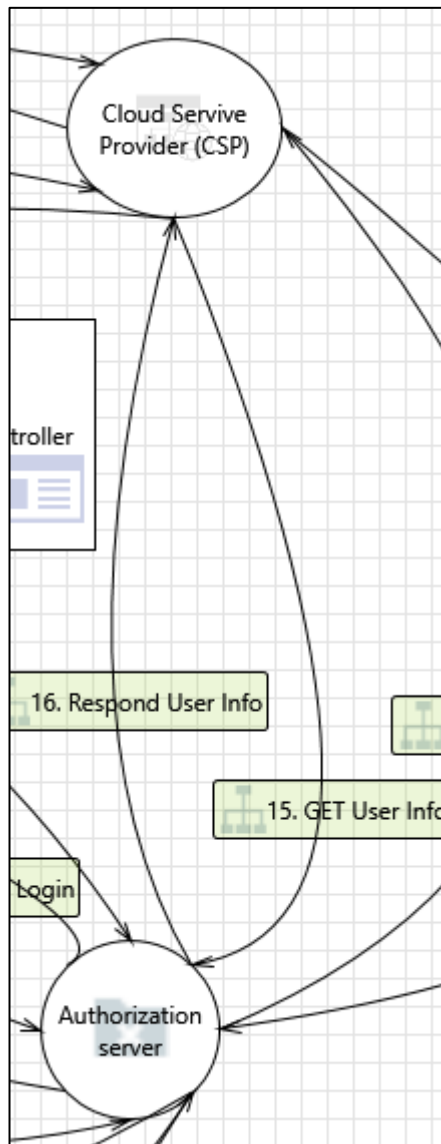 Cloud Servive
Provider (CSP)
troller
16. Respond User Info
15. GET User Info
Login
Authorization
server